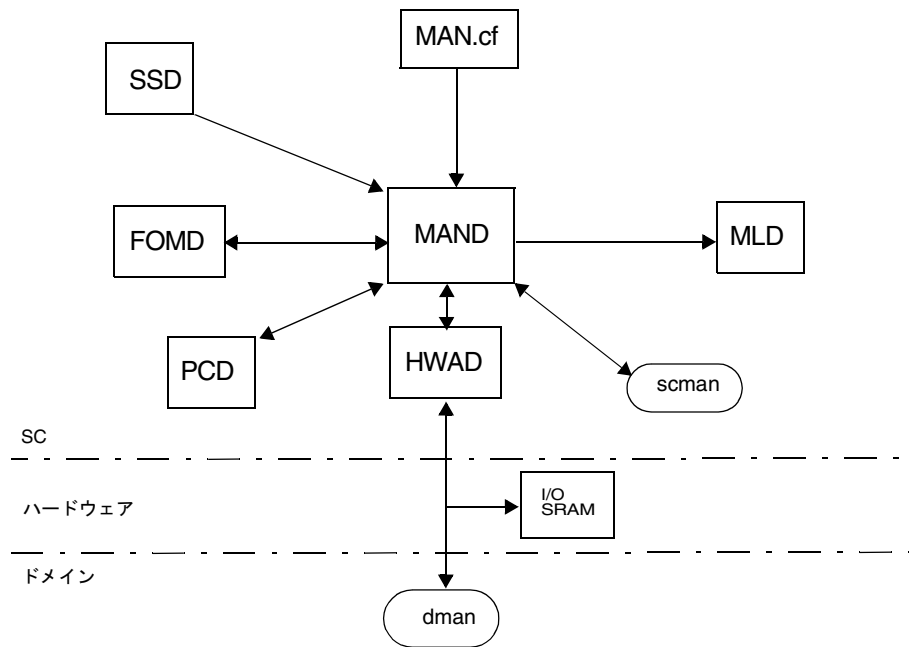 MAN.cf
SSD
FOMD
MAND
MLD
PCD
HWAD
scman
SC
ハードウェア
I/O
SRAM
ドメイン
dman